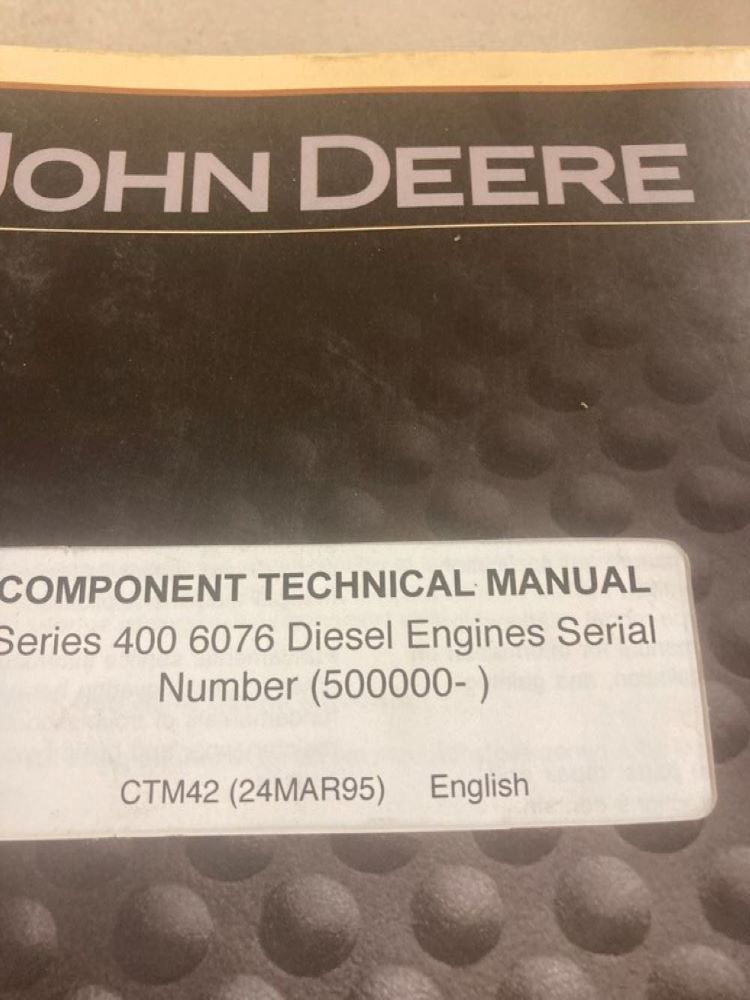 JOHN DEERE
COMPONENT TECHNICAL MANUAL
Series 400 6076 Diesel Engines Serial
Number (500000- )
CTM42 (24MAR95) English